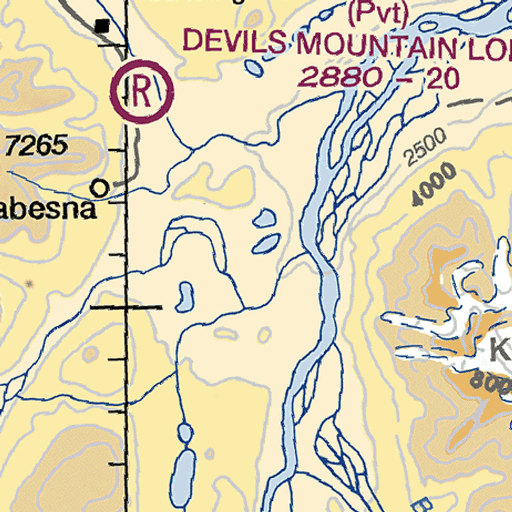 (Pvt)
DEVILS MOUNTAIN LO
2880 - 20
R
2500
7265
4000
abesna
K
800